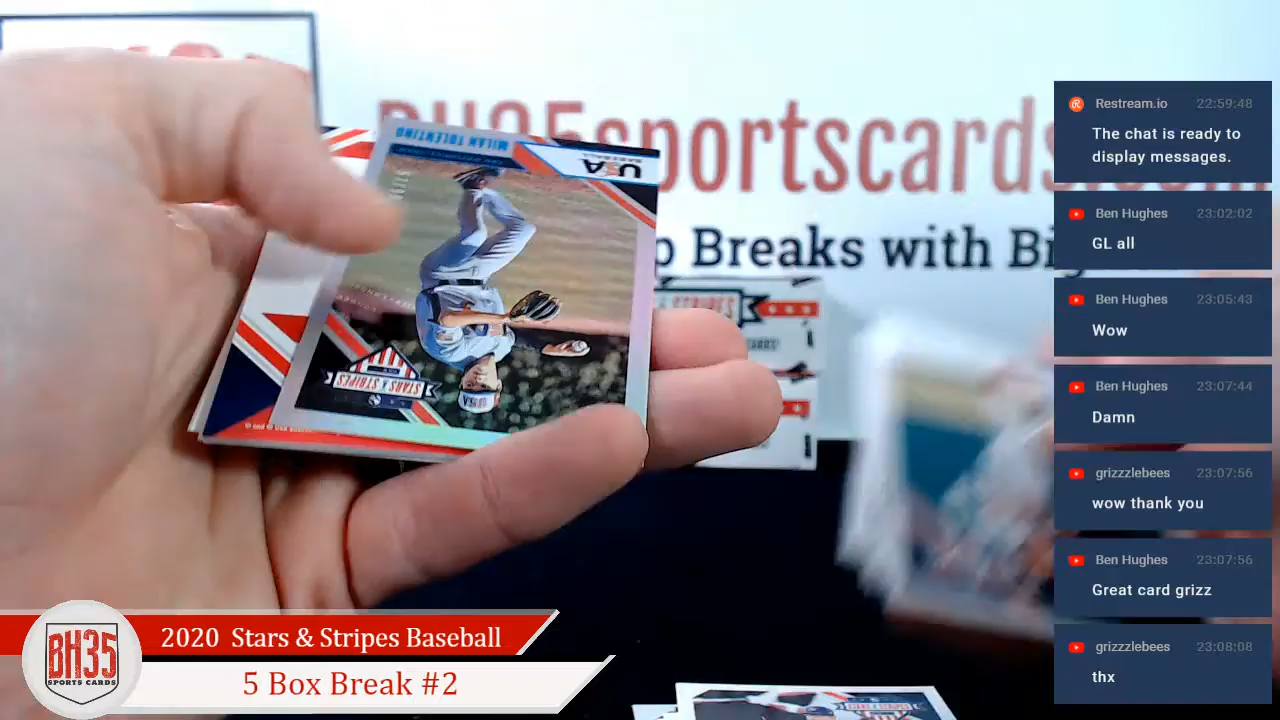 BH35sportscards.com
p Breaks with Bi
MILAN TOLENTINO
USA
BASEBALL
STARS & STRIPES
STRIPES
Restream.io 22:59:48
The chat is ready to
display messages.
Ben Hughes 23:02:02
GL all
Ben Hughes 23:05:43
Wow
Ben Hughes 23:07:44
Damn
grizzzlebees 23:07:56
wow thank you
Ben Hughes 23:07:56
Great card grizz
grizzzlebees 23:08:08
thx
BH35
SPORTS CARDS
2020 Stars & Stripes Baseball
5 Box Break #2